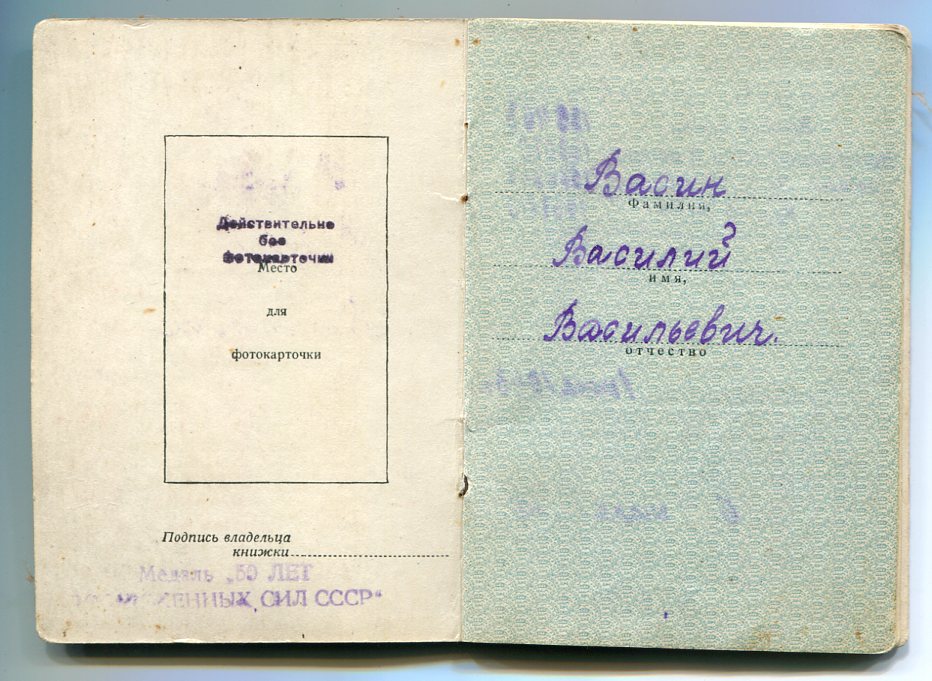 Действительно
без
фотокарточки
Место
для
фотокарточки
Подпись владельца
книжки
Медаль „50 ЛЕТ
СИЛ СССР“
Васин
Фамилия,
Василий
имя,
Васильевич.
отчество